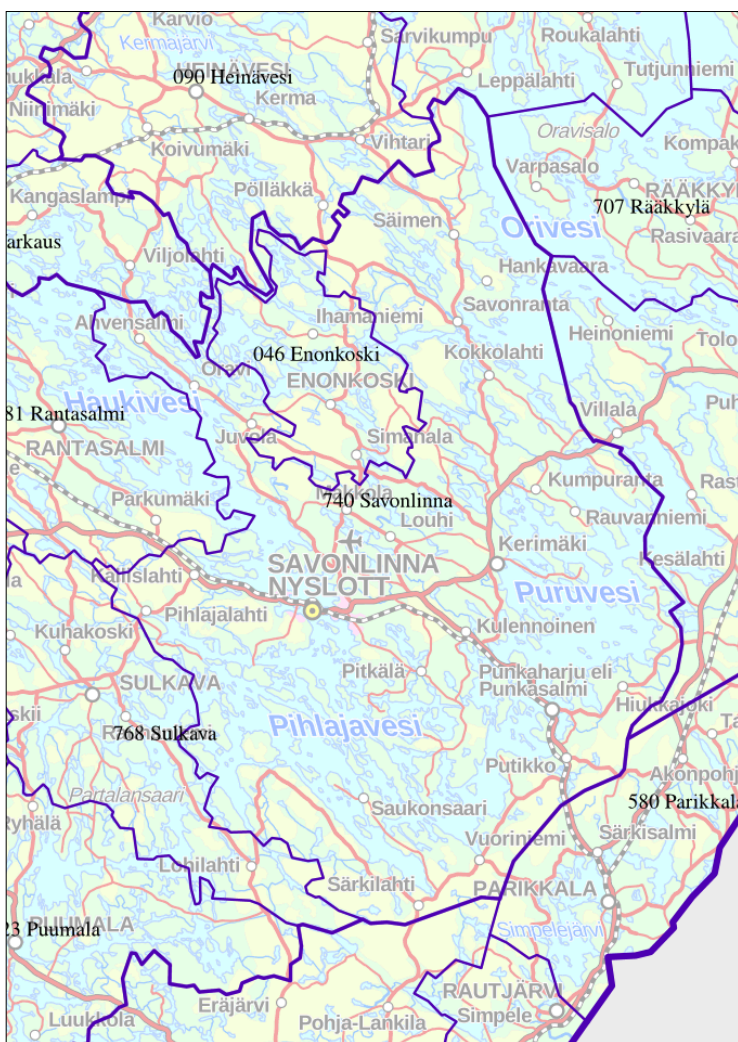 Karvio
Kermajärvi
Sarvikumpu
Roukalahti
HEINÄVESI
090 Heinävesi
Leppälahti
Tutjunniemi
Niinimäki
Kerma
Koivumäki
Vihtari
Oravisalo
Kompak
Varpasalo
RÄÄKKYL
Kangaslampi
Pölläkkä
707 Rääkkylä
arkaus
Säimen
Orivesi
Rasivaara
Viljolahti
Hankavaara
Savonranta
Ahvensalmi
Ihamaniemi
Heinoniemi
Tolo
046 Enonkoski
Kokkolahti
Oravi
ENONKOSKI
Haukivesi
81 Rantasalmi
Puh
Villala
RANTASALMI
Juvola
Simanala
Parkumäki
740 Savonlinna
Kumpuranta
Rast
Louhi
Rauvanniemi
SAVONLINNA
NYSLOTT
Kerimäki
Kesälahti
Kallislahti
Puruvesi
Pihlajalahti
Kuhakoski
Kulennoinen
Pitkälä
Punkaharju eli
Punkasalmi
SULKAVA
Hiukkajoki
skii
768 Sulkava
Pihlajavesi
Putikko
Akonpohj
Partalansaari
580 Parikkala
Ryhälä
Saukonsaari
Särkisalmi
Vuoriniemi
Lohilahti
Särkilahti
PARIKKALA
PUUMALA
23 Puumala
Simpelejärvi
Eräjärvi
RAUTJÄRVI
Simpele
Luukkola
Pohja-Lankila